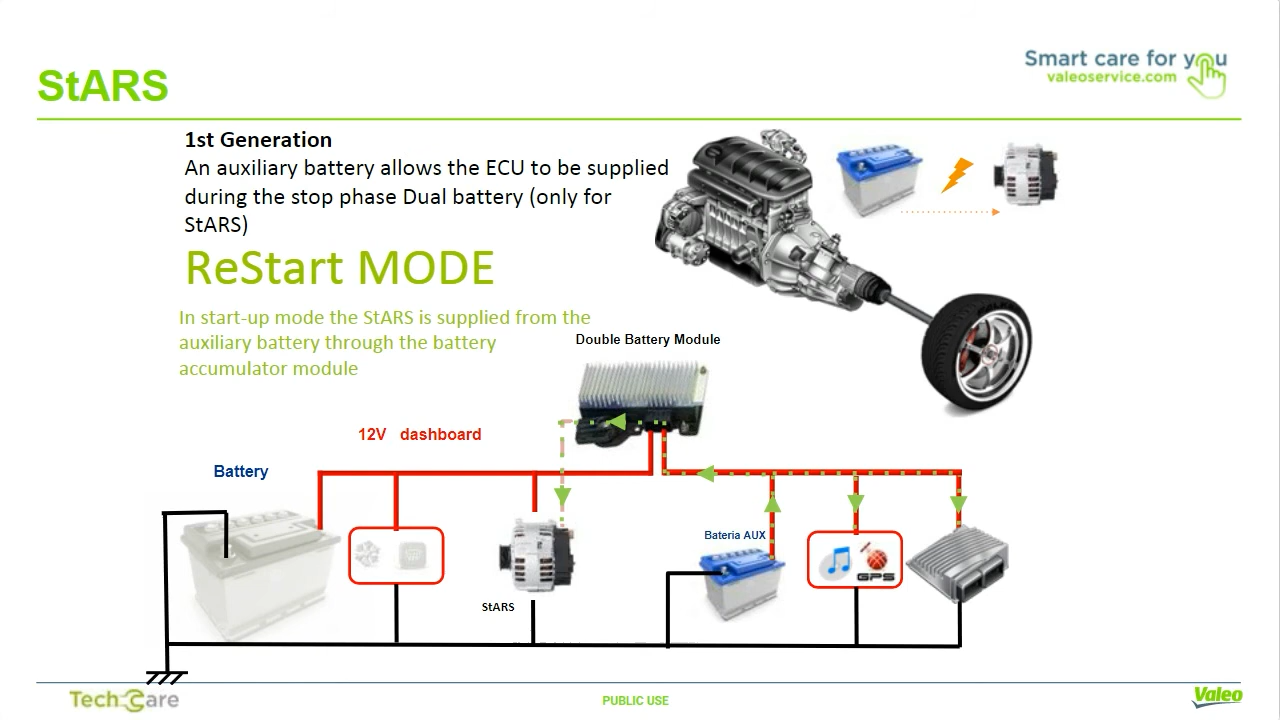 Smart care for you
valeoservice.com
StARS
1st Generation
An auxiliary battery allows the ECU to be supplied
during the stop phase Dual battery (only for
StARS)
ReStart MODE
In start-up mode the StARS is supplied from the
auxiliary battery through the battery
accumulator module
Double Battery Module
12V dashboard
Battery
Bateria AUX
GPS
StARS
Tech Care
PUBLIC USE
Valeo